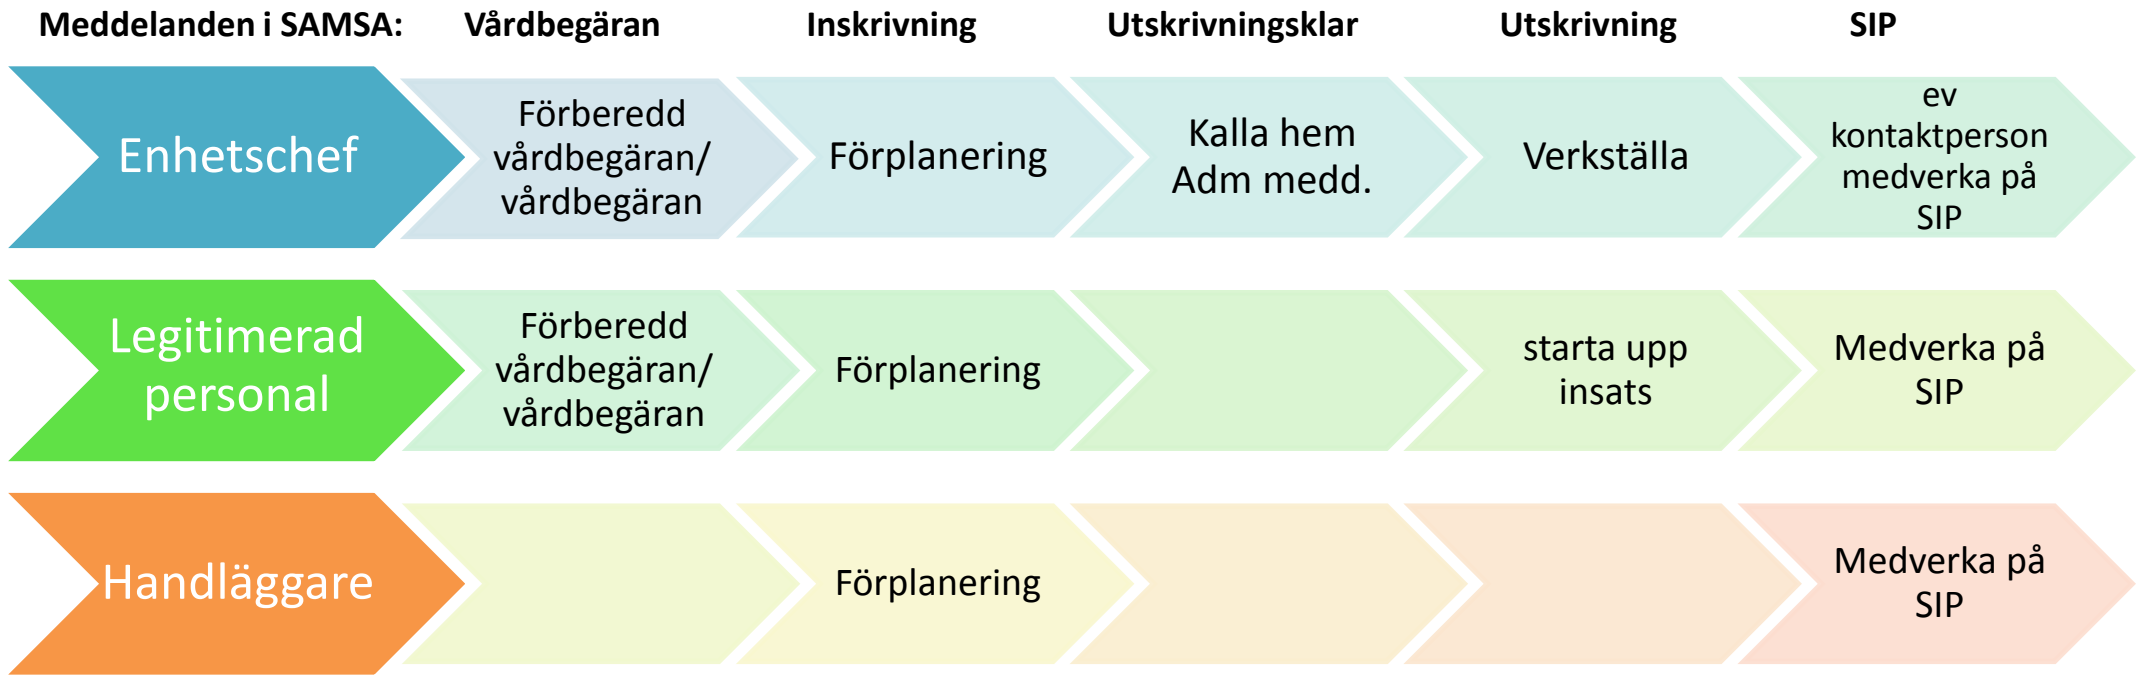 Meddelanden i SAMSA: Vårdbegäran Inskrivning Utskrivningsklar Utskrivning SIP
Enhetschef
Förberedd
vårdbegäran/
vårdbegäran
Förplanering
Kalla hem
Adm medd.
Verkställa
ev
kontaktperson
medverka på
SIP
Legitimerad
personal
Förberedd
vårdbegäran/
vårdbegäran
Förplanering
starta upp
insats
Medverka på
SIP
Handläggare
Förplanering
Medverka på
SIP